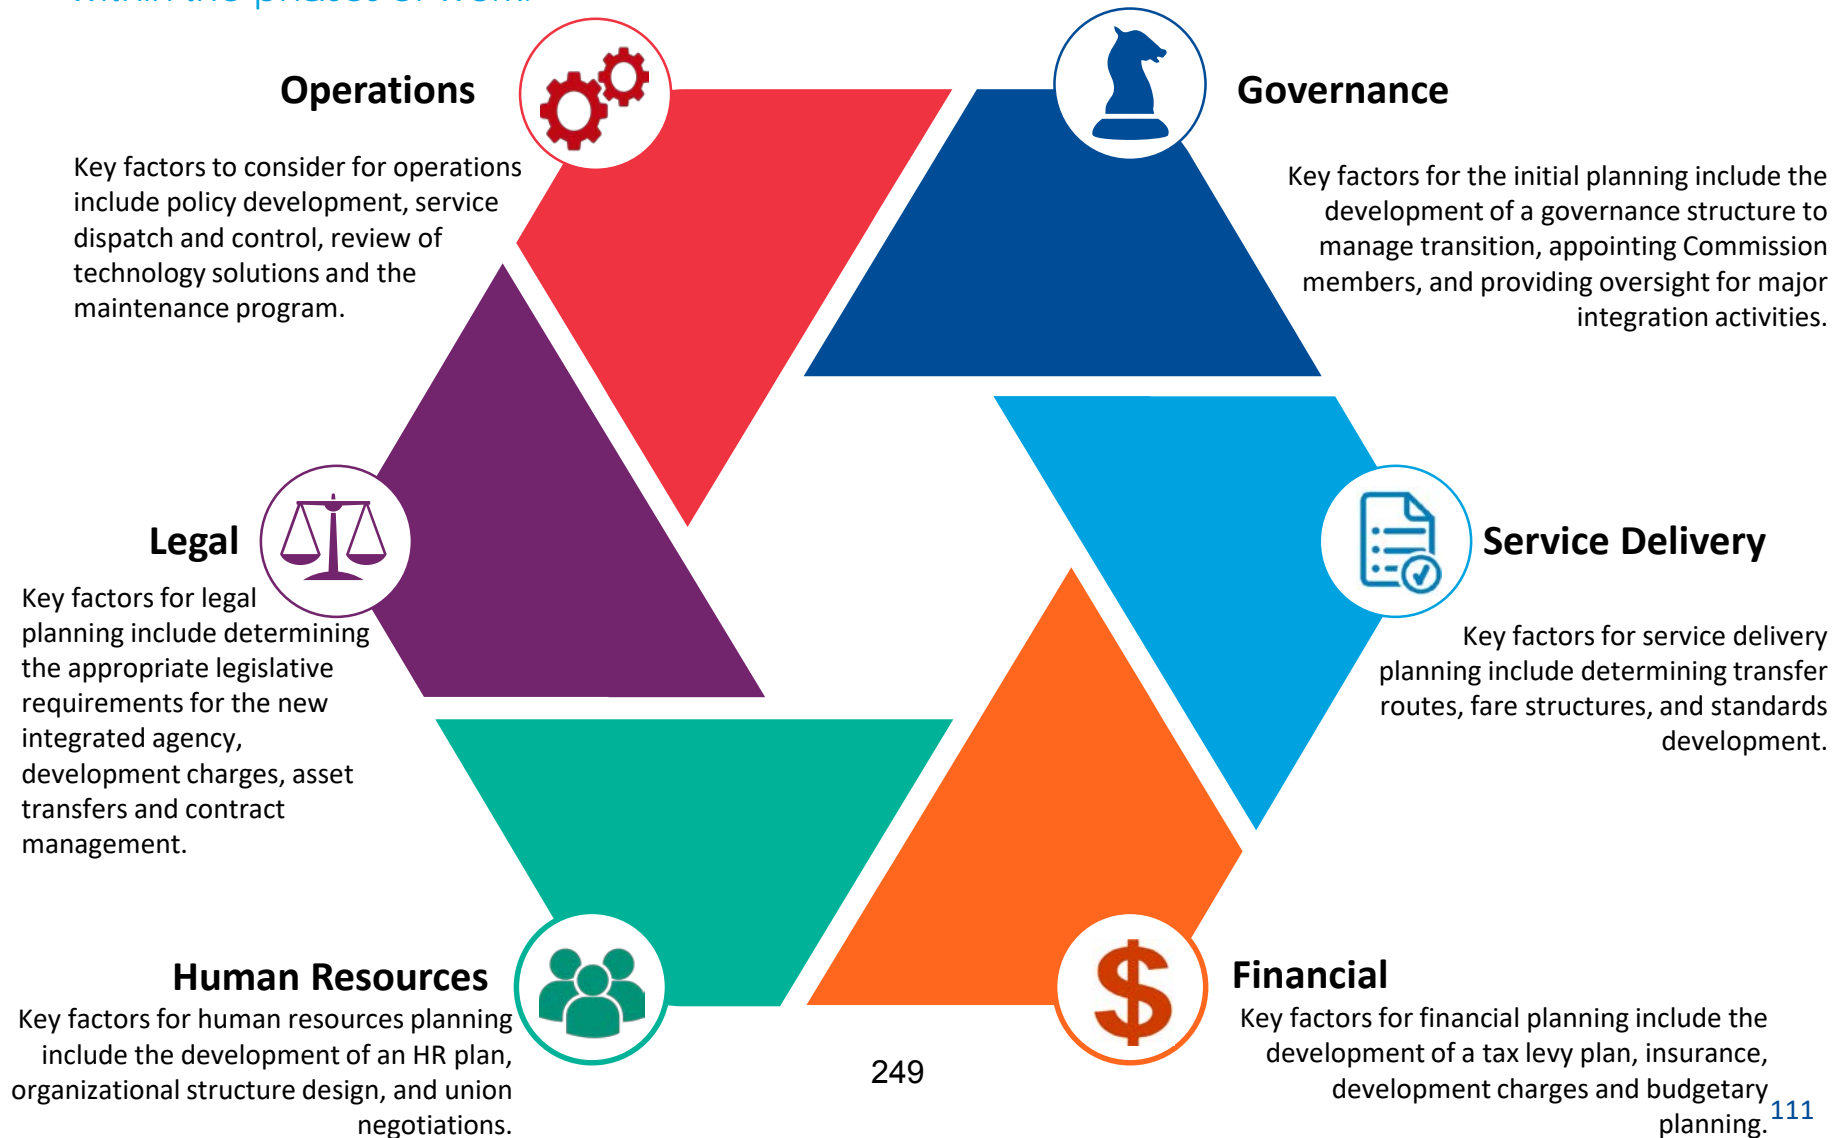 within the phases of work.
Operations
Key factors to consider for operations
include policy development, service
dispatch and control, review of
technology solutions and the
maintenance program.
Governance
Key factors for the initial planning include the
development of a governance structure to
manage transition, appointing Commission
members, and providing oversight for major
integration activities.
Legal
Key factors for legal
planning include determining
the appropriate legislative
requirements for the new
integrated agency,
development charges, asset
transfers and contract
management.
Service Delivery
Key factors for service delivery
planning include determining transfer
routes, fare structures, and standards
development.
Human Resources
Key factors for human resources planning
include the development of an HR plan,
organizational structure design, and union
negotiations.
Financial
Key factors for financial planning include the
development of a tax levy plan, insurance,
development charges and budgetary
planning.
$
249
111